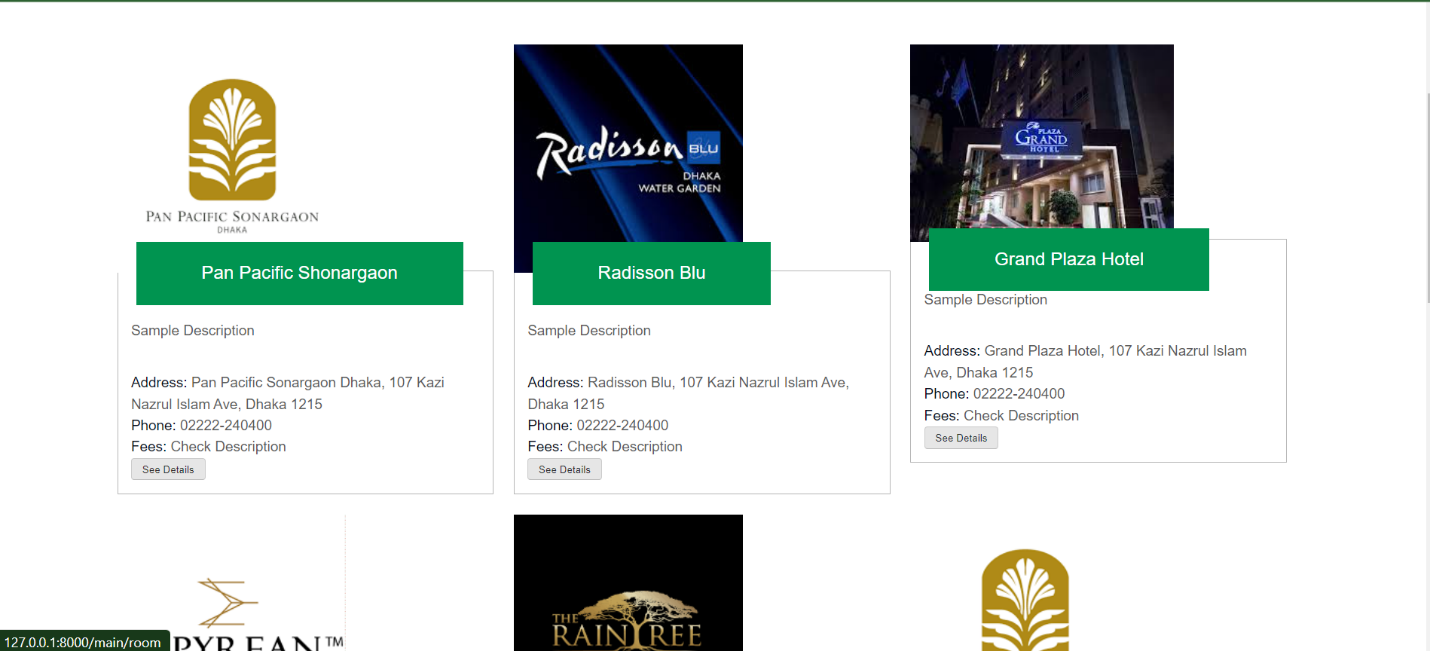 PAN PACIFIC SONARGAON
DHAKA
Pan Pacific Shonargaon
Sample Description
Address: Pan Pacific Sonargaon Dhaka, 107 Kazi
Nazrul Islam Ave, Dhaka 1215
Phone: 02222-240400
Fees: Check Description
See Details
Radisson BLU
DHAKA
WATER GARDEN
Radisson Blu
Sample Description
Address: Radisson Blu, 107 Kazi Nazrul Islam Ave,
Dhaka 1215
Phone: 02222-240400
Fees: Check Description
See Details
The PLAZA
GRAND
HOTEL
Grand Plaza Hotel
Sample Description
Address: Grand Plaza Hotel, 107 Kazi Nazrul Islam
Ave, Dhaka 1215
Phone: 02222-240400
Fees: Check Description
See Details
THE
RAINTREE
127.0.0.1:8000/main/room